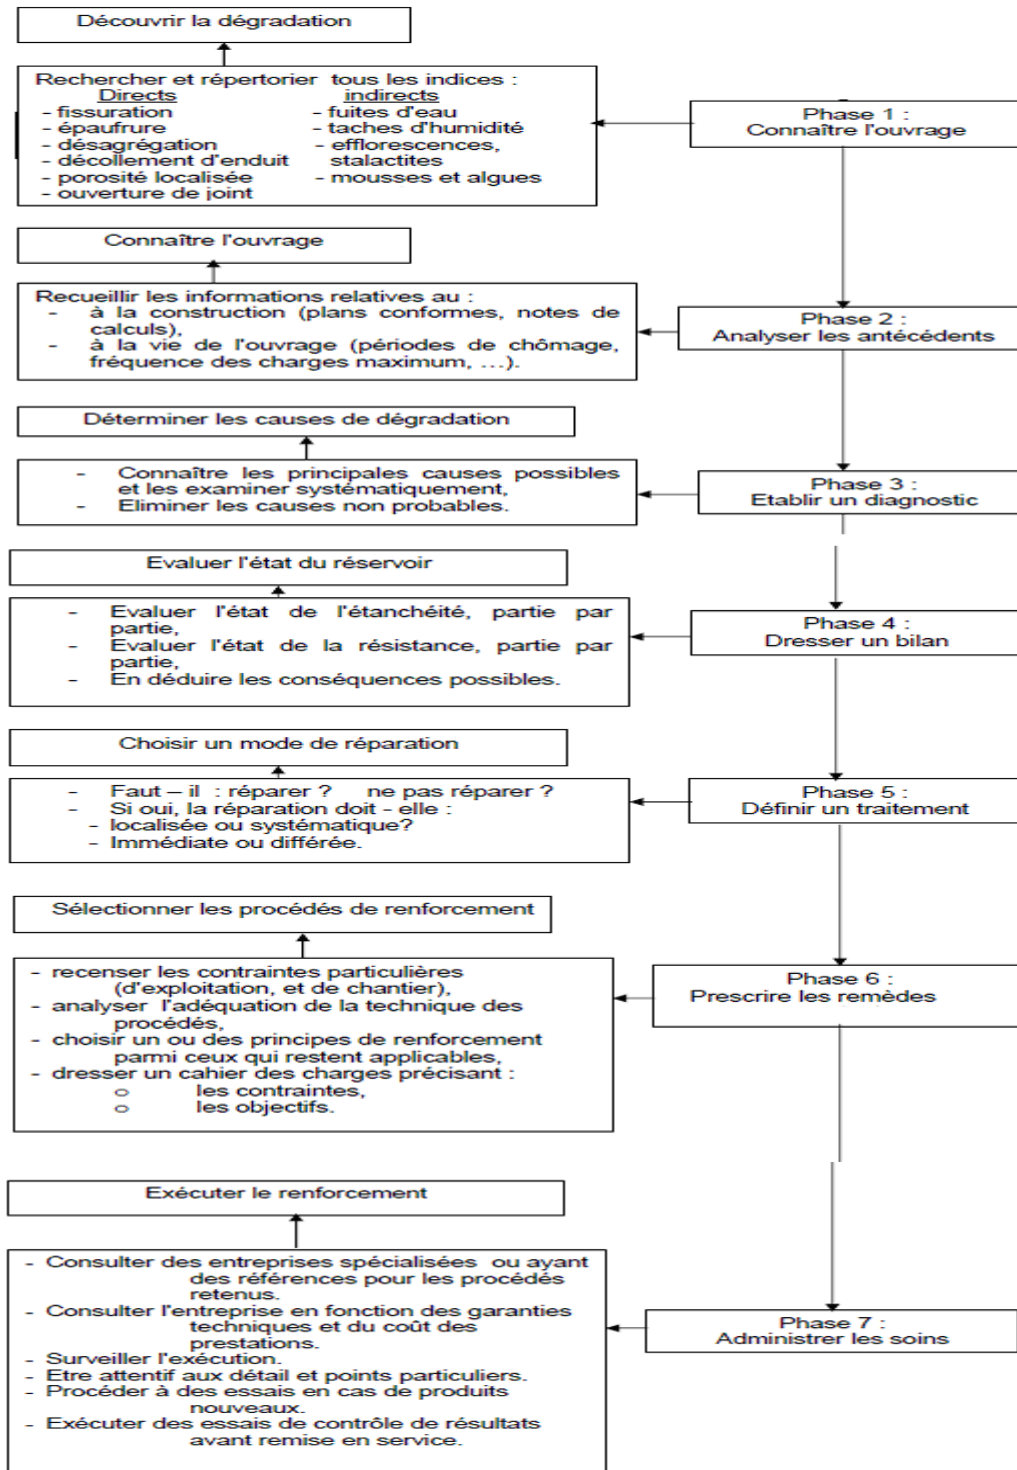 Découvrir la dégradation
Rechercher et répertorier tous les indices :
Directs indirects
- fissuration - fuites d'eau
- épaufrure - taches d'humidité
- désagrégation - efflorescences,
- décollement d'enduit stalactites
- porosité localisée - mousses et algues
- ouverture de joint
Phase 1 :
Connaître l'ouvrage
Connaître l'ouvrage
Recueillir les informations relatives au :
- à la construction (plans conformes, notes de
calculs),
- à la vie de l'ouvrage (périodes de chômage,
fréquence des charges maximum, ...).
Phase 2 :
Analyser les antécédents
Déterminer les causes de dégradation
- Connaître les principales causes possibles
et les examiner systématiquement,
- Eliminer les causes non probables.
Phase 3 :
Etablir un diagnostic
Evaluer l'état du réservoir
- Evaluer l'état de l'étanchéité, partie par
partie,
- Evaluer l'état de la résistance, partie par
partie,
- En déduire les conséquences possibles.
Phase 4 :
Dresser un bilan
Choisir un mode de réparation
- Faut – il : réparer ? ne pas réparer ?
- Si oui, la réparation doit - elle :
- localisée ou systématique?
- Immédiate ou différée.
Phase 5 :
Définir un traitement
Sélectionner les procédés de renforcement
- recenser les contraintes particulières
(d'exploitation, et de chantier),
- analyser l'adéquation de la technique des
procédés,
- choisir un ou des principes de renforcement
parmi ceux qui restent applicables,
- dresser un cahier des charges précisant :
o les contraintes,
o les objectifs.
Phase 6 :
Prescrire les remèdes
Exécuter le renforcement
- Consulter des entreprises spécialisées ou ayant
des références pour les procédés
retenus.
- Consulter l'entreprise en fonction des garanties
techniques et du coût des
prestations.
- Surveiller l'exécution.
- Etre attentif aux détail et points particuliers.
- Procéder à des essais en cas de produits
nouveaux.
- Exécuter des essais de contrôle de résultats
avant remise en service.
Phase 7 :
Administrer les soins